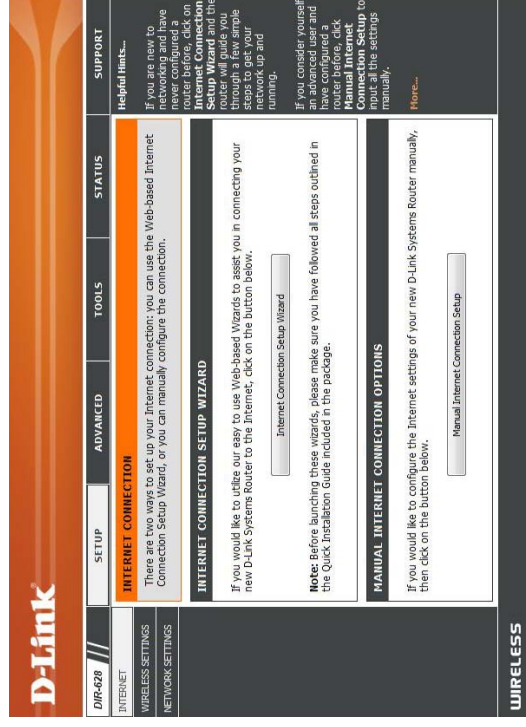 D-Link
DIR-628
SETUP
ADVANCED
TOOLS
STATUS
SUPPORT
INTERNET
WIRELESS SETTINGS
NETWORK SETTINGS
INTERNET CONNECTION
There are two ways to set up your Internet connection: you can use the Web-based Internet
Connection Setup Wizard, or you can manually configure the connection.
INTERNET CONNECTION SETUP WIZARD
If you would like to utilize our easy to use Web-based Wizards to assist you in connecting your
new D-Link Systems Router to the Internet, click on the button below.
Internet Connection Setup Wizard
Note: Before launching these wizards, please make sure you have followed all steps outlined in
the Quick Installation Guide included in the package.
MANUAL INTERNET CONNECTION OPTIONS
If you would like to configure the Internet settings of your new D-Link Systems Router manually,
then click on the button below.
Manual Internet Connection Setup
Helpful Hints...
If you are new to
networking and have
never configured a
router before, click on
Internet Connection
Setup Wizard and the
router will guide you
through a few simple
steps to get your
network up and
running.
If you consider yourself
an advanced user and
have configured a
router before, click
Manual Internet
Connection Setup to
input all the settings
manually.
More...
WIRELESS